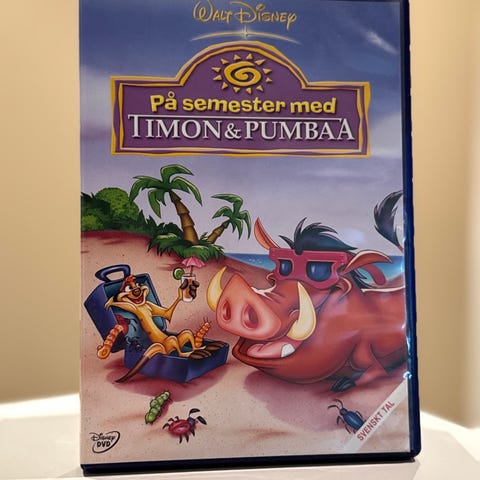 WALT DISNEY
På semester med
TIMON & PUMBAA
SVENSKT TAL
DISNEY
DVD